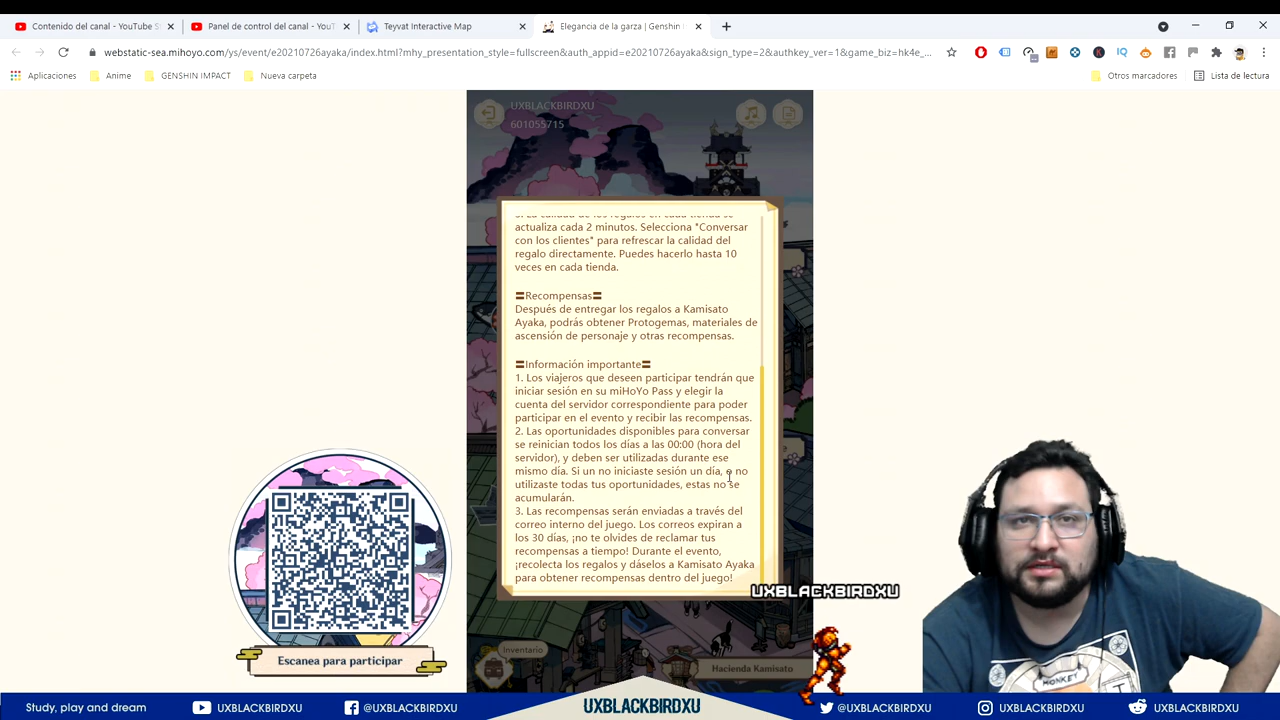 Contenido del canal - YouTube S
Panel de control del canal - YouT
Teyvat Interactive Map
Elegancia de la garza | Genshin
webstatic-sea.mihoyo.com/ys/event/e20210726ayaka/index.html?mhy_presentation_style=fullscreen&auth_appid=e20210726ayaka&sign_type=2&authkey_ver=1&game_biz=hk4e_...
Aplicaciones
Anime
GENSHIN IMPACT
Nueva carpeta
Otros marcadores
Lista de lectura
UXBLACKBIRDXU
601055715
3. La calidad de los regalos en cada tienda se
actualiza cada 2 minutos. Selecciona "Conversar
con los clientes" para refrescar la calidad del
regalo directamente. Puedes hacerlo hasta 10
veces en cada tienda.
〓Recompensas〓
Después de entregar los regalos a Kamisato
Ayaka, podrás obtener Protogemas, materiales de
ascensión de personaje y otras recompensas.
〓Información importante〓
1. Los viajeros que deseen participar tendrán que
iniciar sesión en su miHoYo Pass y elegir la
cuenta del servidor correspondiente para poder
participar en el evento y recibir las recompensas.
2. Las oportunidades disponibles para conversar
se reinician todos los días a las 00:00 (hora del
servidor), y deben ser utilizadas durante ese
mismo día. Si un no iniciaste sesión un día, o no
utilizaste todas tus oportunidades, estas no se
acumularán.
3. Las recompensas serán enviadas a través del
correo interno del juego. Los correos expiran a
los 30 días, ¡no te olvides de reclamar tus
recompensas a tiempo! Durante el evento,
¡recolecta los regalos y dáselos a Kamisato Ayaka
para obtener recompensas dentro del juego!
UXBLACKBIRDXU
Escanea para participar
Inventario
Hacienda Kamisato
MONKEY
Study, play and dream
UXBLACKBIRDXU
@UXBLACKBIRDXU
UXBLACKBIRDXU
@UXBLACKBIRDXU
UXBLACKBIRDXU
UXBLACKBIRDXU